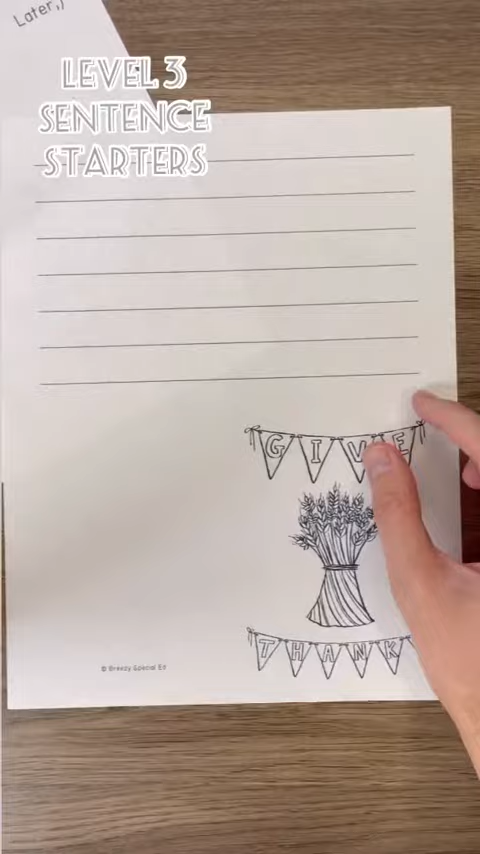 Later,
LEVEL 3
SENTENCE
STARTERS
GIVE
THANK
© Breezy Special Ed